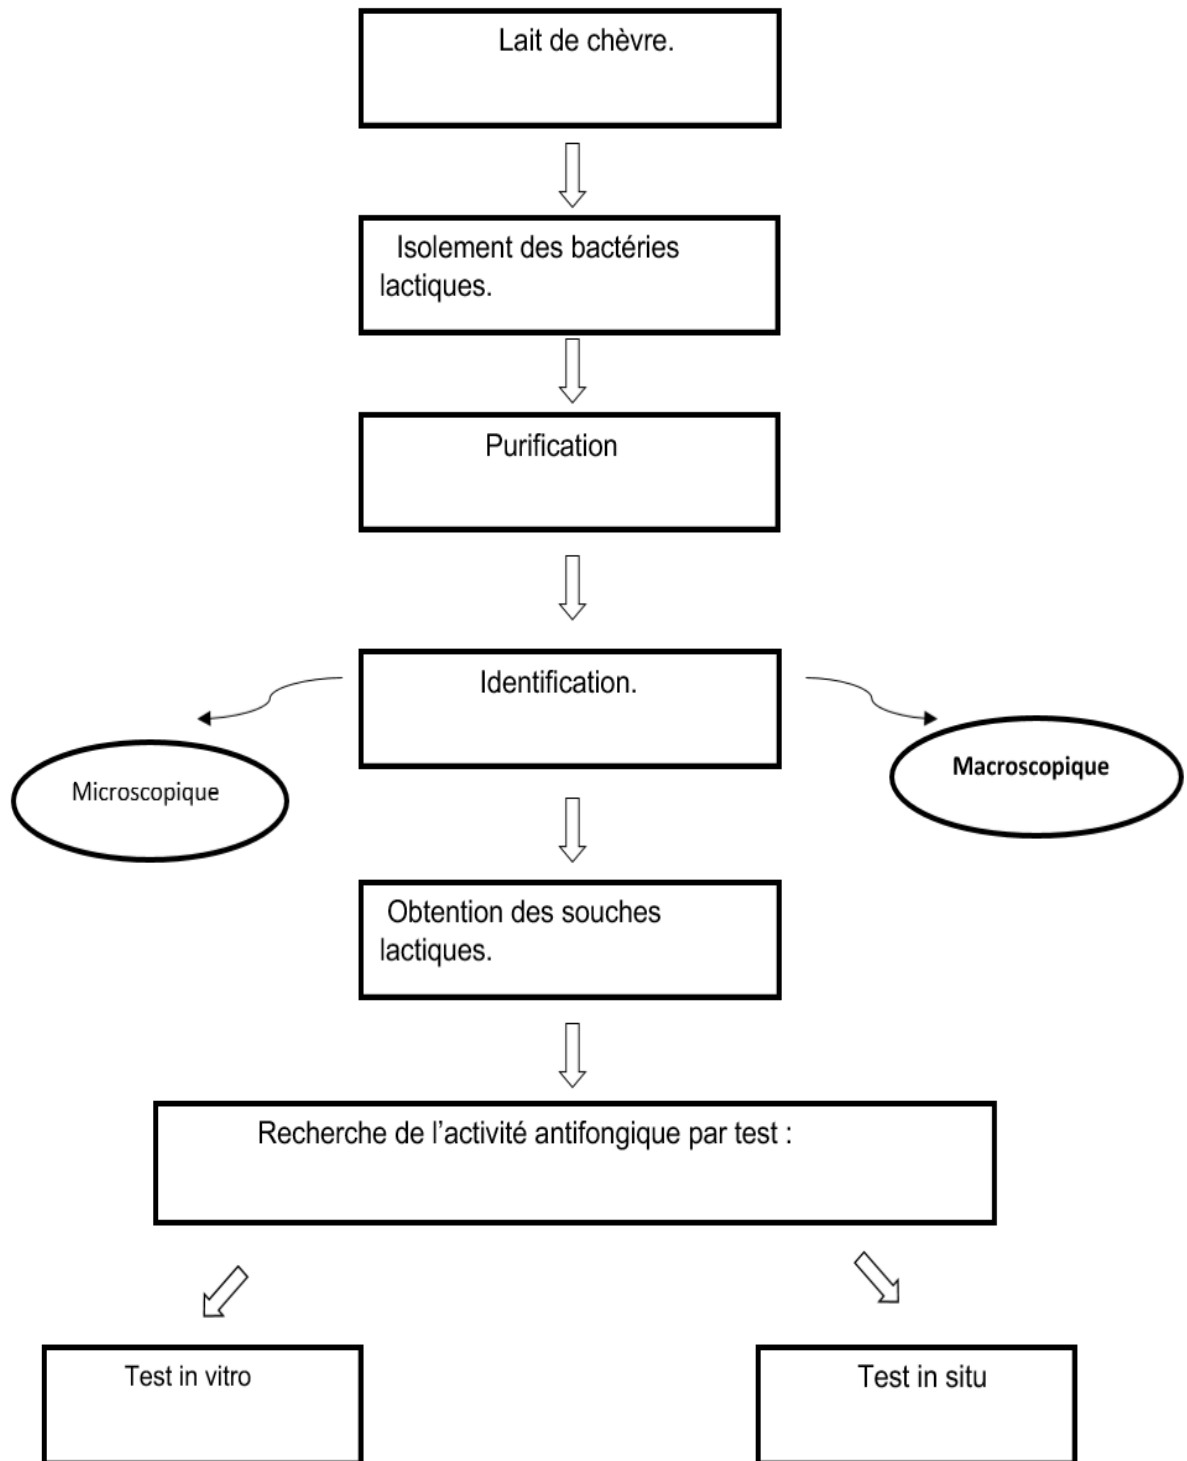 Lait de chèvre.
Isolement des bactéries
lactiques.
Purification
Identification.
Microscopique
Macroscopique
Obtention des souches
lactiques.
Recherche de l’activité antifongique par test :
Test in vitro
Test in situ